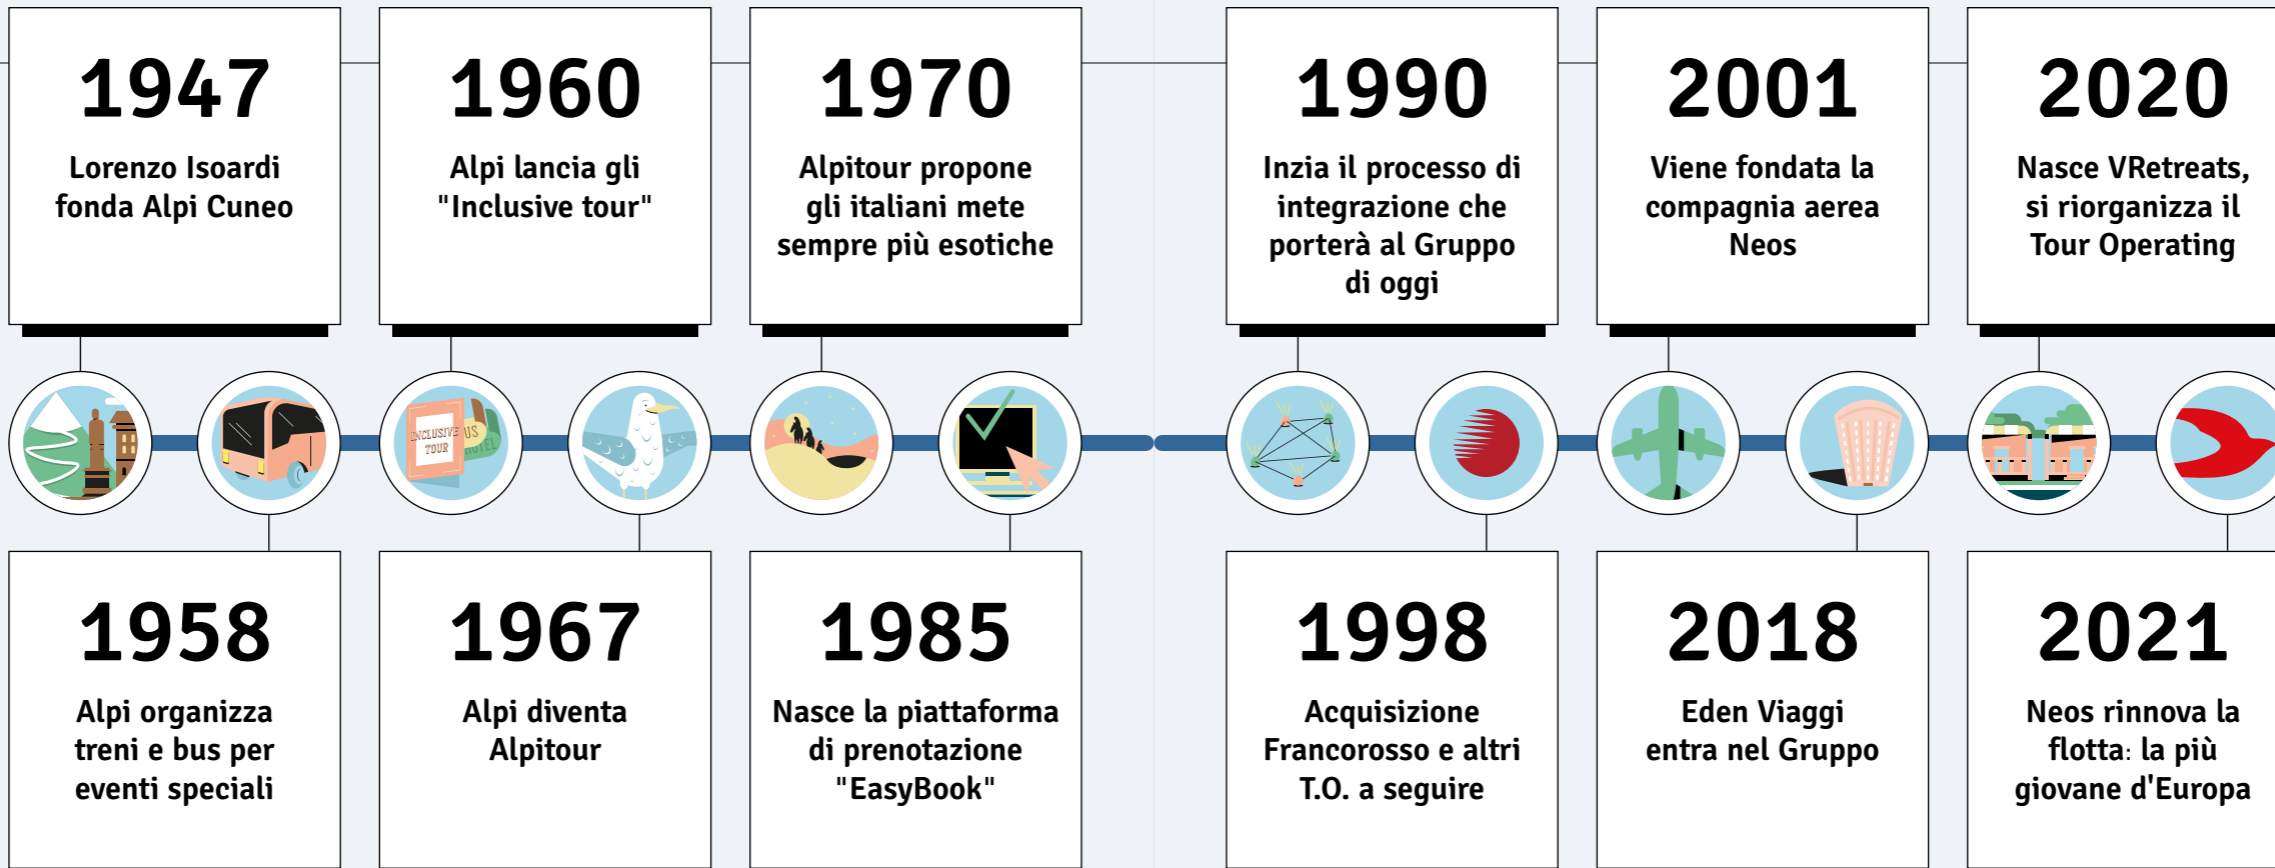 1947
Lorenzo Isoardi
fonda Alpi Cuneo
1960
Alpi lancia gli
"Inclusive tour"
1970
Alpitour propone
gli italiani mete
sempre più esotiche
1990
Inzia il processo di
integrazione che
porterà al Gruppo
di oggi
2001
Viene fondata la
compagnia aerea
Neos
2020
Nasce VRetreats,
si riorganizza il
Tour Operating
INCLUSIVE
TOUR
US
HOTEL
1958
Alpi organizza
treni e bus per
eventi speciali
1967
Alpi diventa
Alpitour
1985
Nasce la piattaforma
di prenotazione
"EasyBook"
1998
Acquisizione
Francorosso e altri
T.O. a seguire
2018
Eden Viaggi
entra nel Gruppo
2021
Neos rinnova la
flotta: la più
giovane d'Europa